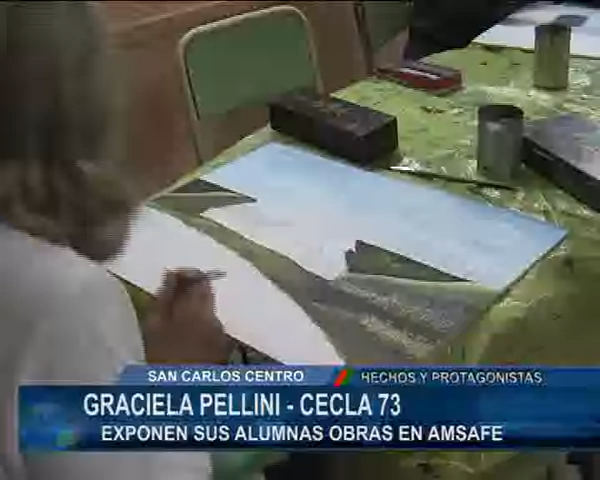 SAN CARLOS CENTRO
HECHOS Y PROTAGONISTAS
GRACIELA PELLINI - CECLA 73
EXPONEN SUS ALUMNAS OBRAS EN AMSAFE